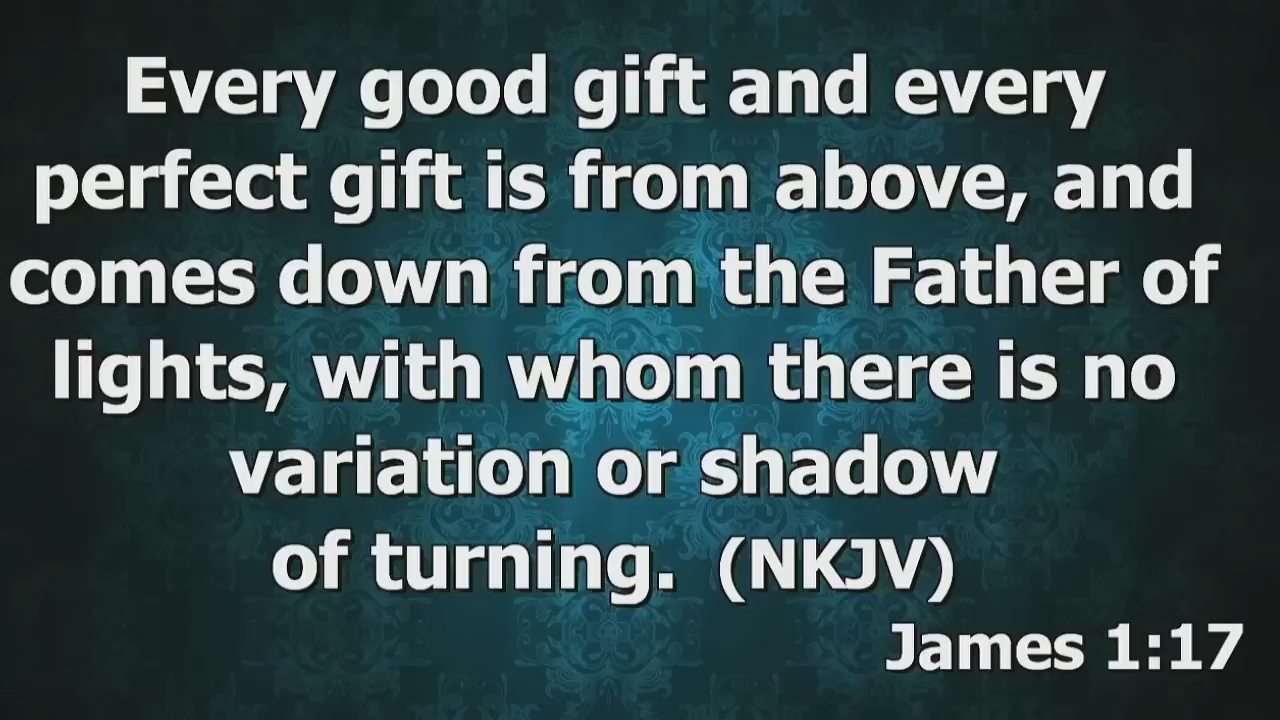 Every good gift and every
perfect gift is from above, and
comes down from the Father of
lights, with whom there is no
variation or shadow
of turning. (NKJV)
James 1:17